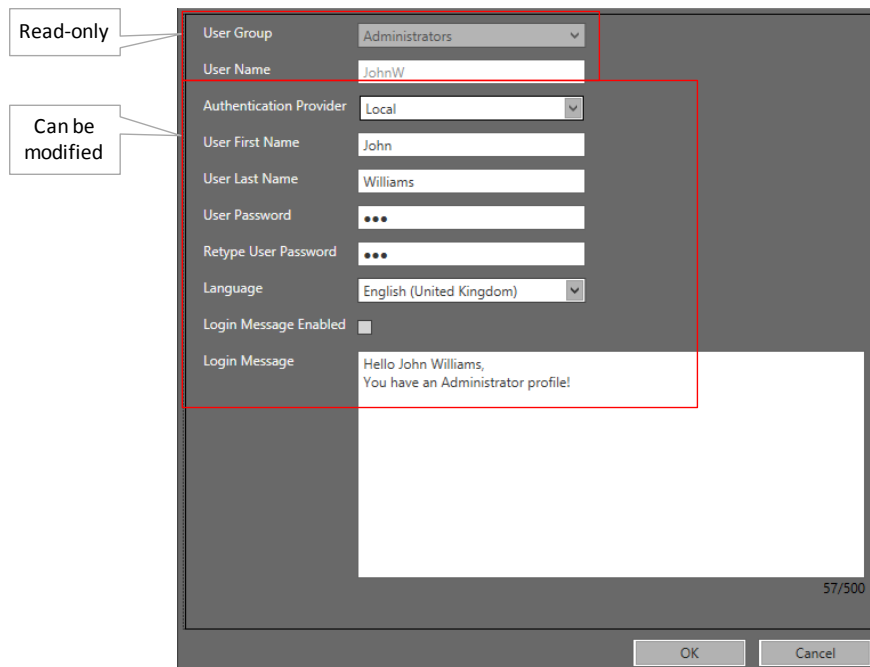 Read-only
User Group
Administrators
User Name
JohnW
Can be
modified
Authentication Provider
Local
User First Name
John
User Last Name
Williams
User Password
●●●
Retype User Password
●●●
Language
English (United Kingdom)
Login Message Enabled
Login Message
Hello John Williams,
You have an Administrator profile!
57/500
OK
Cancel